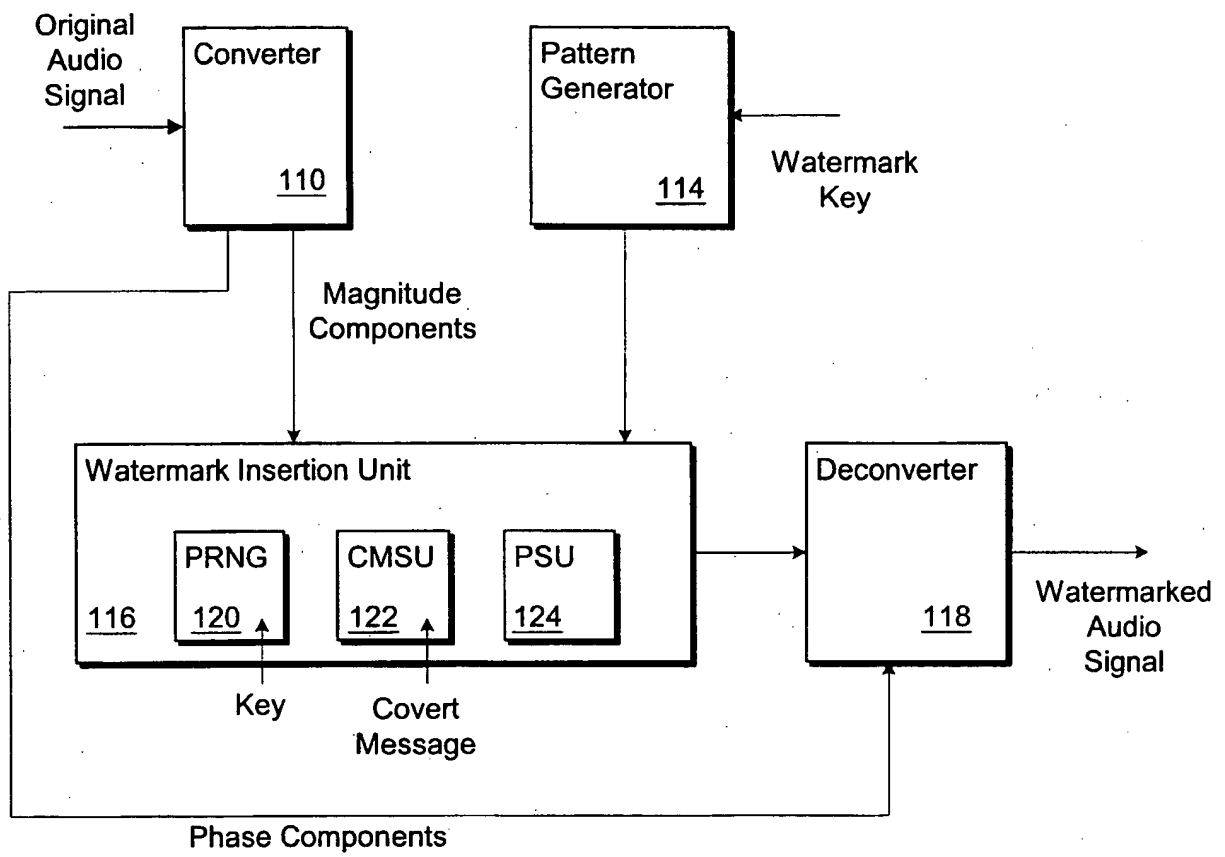 Original
Audio
Signal
Converter
110
Pattern
Generator
114
Watermark
Key
Magnitude
Components
Watermark Insertion Unit
116
PRNG
120
CMSU
122
PSU
124
Key
Covert
Message
Deconverter
118
Watermarked
Audio
Signal
Phase Components